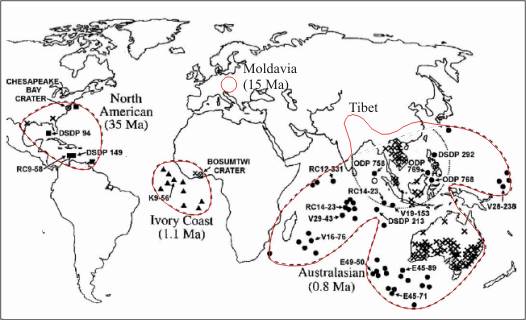 Moldavia
(15 Ma)
CHESAPEAKE
BAY
CRATER
North
American
(35 Ma)
Tibet
DSDP 94
DSDP 149
RC9-58
BOSUMTWI
CRATER
K9-56
Ivory Coast
(1.1 Ma)
RC12-331
ODP 758
ODP
769
DSDP 292
ODP 768
RC14-23
RC14-23
V29-43
V19-153
DSDP 213
V28-238
V16-76
Australasian
(0.8 Ma)
E49-50
E45-89
E45-71